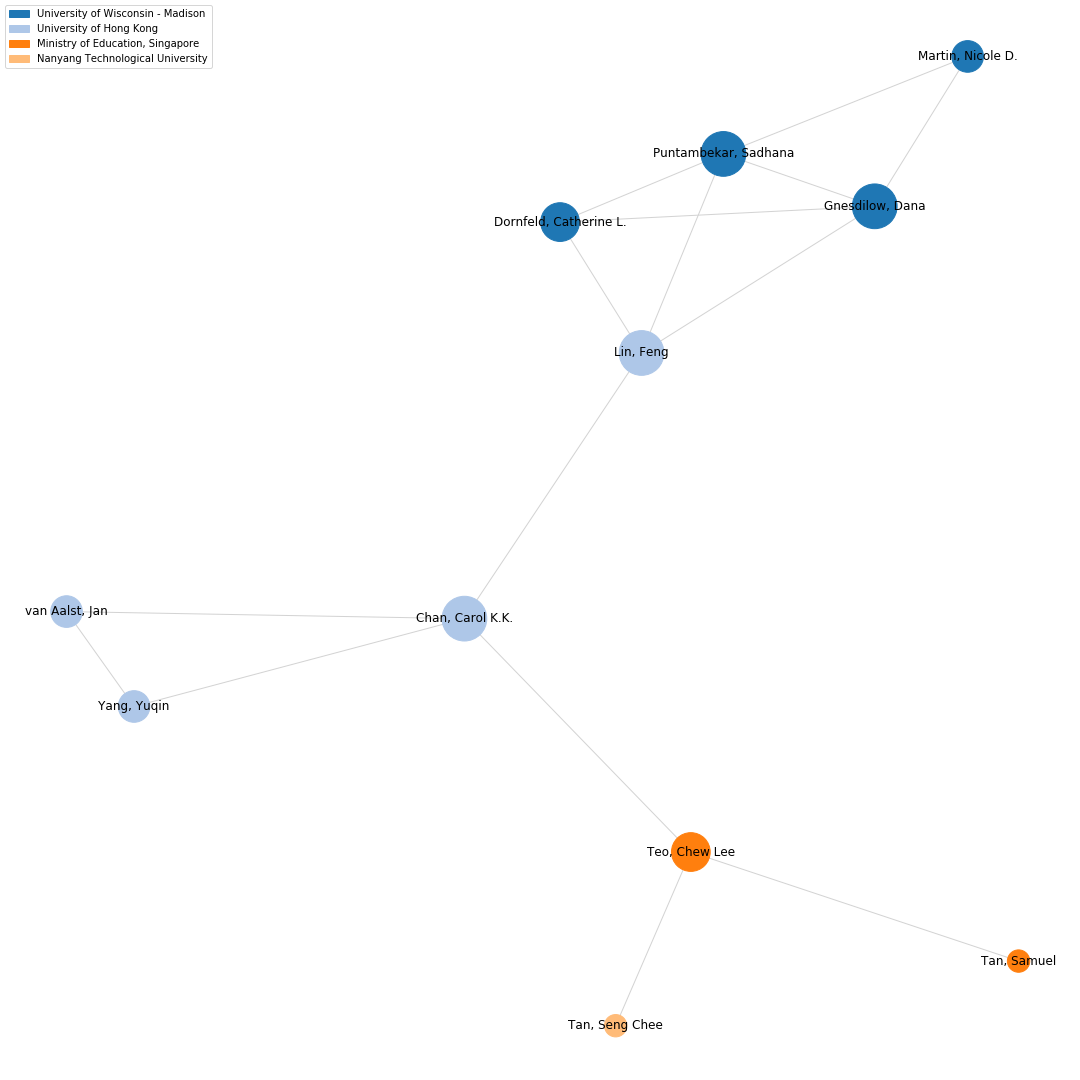 University of Wisconsin - Madison
University of Hong Kong
Ministry of Education, Singapore
Nanyang Technological University
Martin, Nicole D.
Puntambekar, Sadhana
Gnesdilow, Dana
Dornfeld, Catherine L.
Lin, Feng
van Aalst, Jan
Chan, Carol K.K.
Yang, Yuqin
Teo, Chew Lee
Tan, Samuel
Tan, Seng Chee